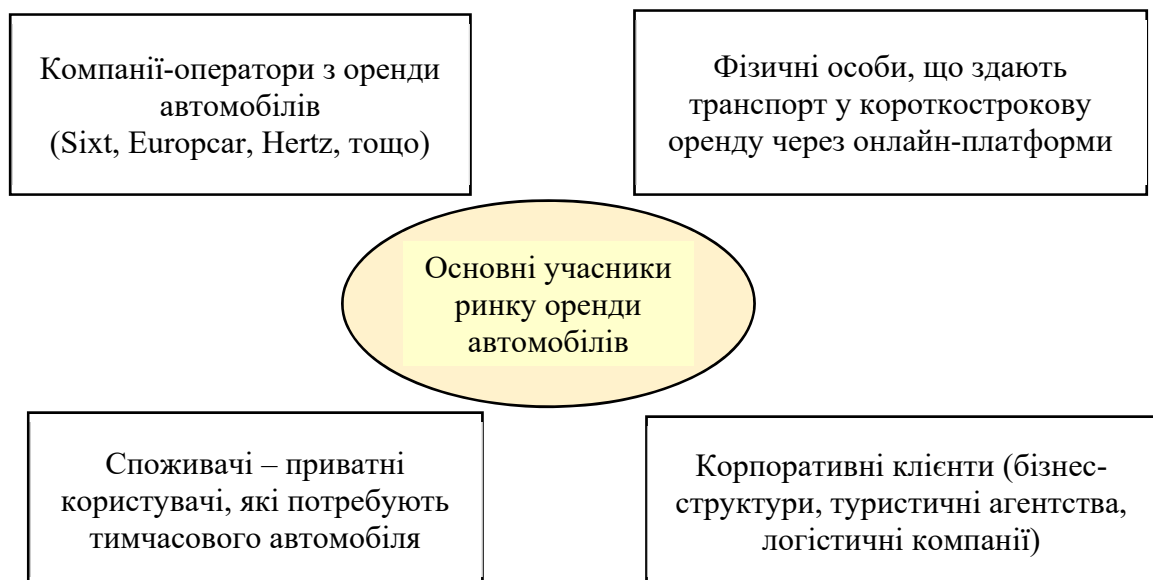 Компанії-оператори з оренди
автомобілів
(Sixt, Europcar, Hertz, тощо)
Фізичні особи, що здають
транспорт у короткострокову
оренду через онлайн-платформи
Основні учасники
ринку оренди
автомобілів
Споживачі – приватні
користувачі, які потребують
тимчасового автомобіля
Корпоративні клієнти (бізнес-
структури, туристичні агентства,
логістичні компанії)